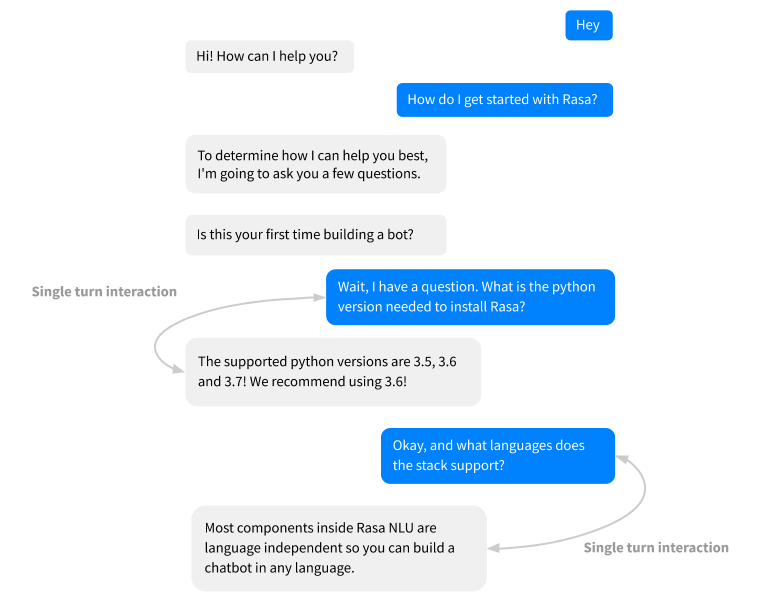 Hey
Hi! How can I help you?
How do I get started with Rasa?
To determine how I can help you best,
I'm going to ask you a few questions.
Is this your first time building a bot?
Single turn interaction
Wait, I have a question. What is the python
version needed to install Rasa?
The supported python versions are 3.5, 3.6
and 3.7! We recommend using 3.6!
Okay, and what languages does
the stack support?
Most components inside Rasa NLU are
language independent so you can build a
chatbot in any language.
Single turn interaction